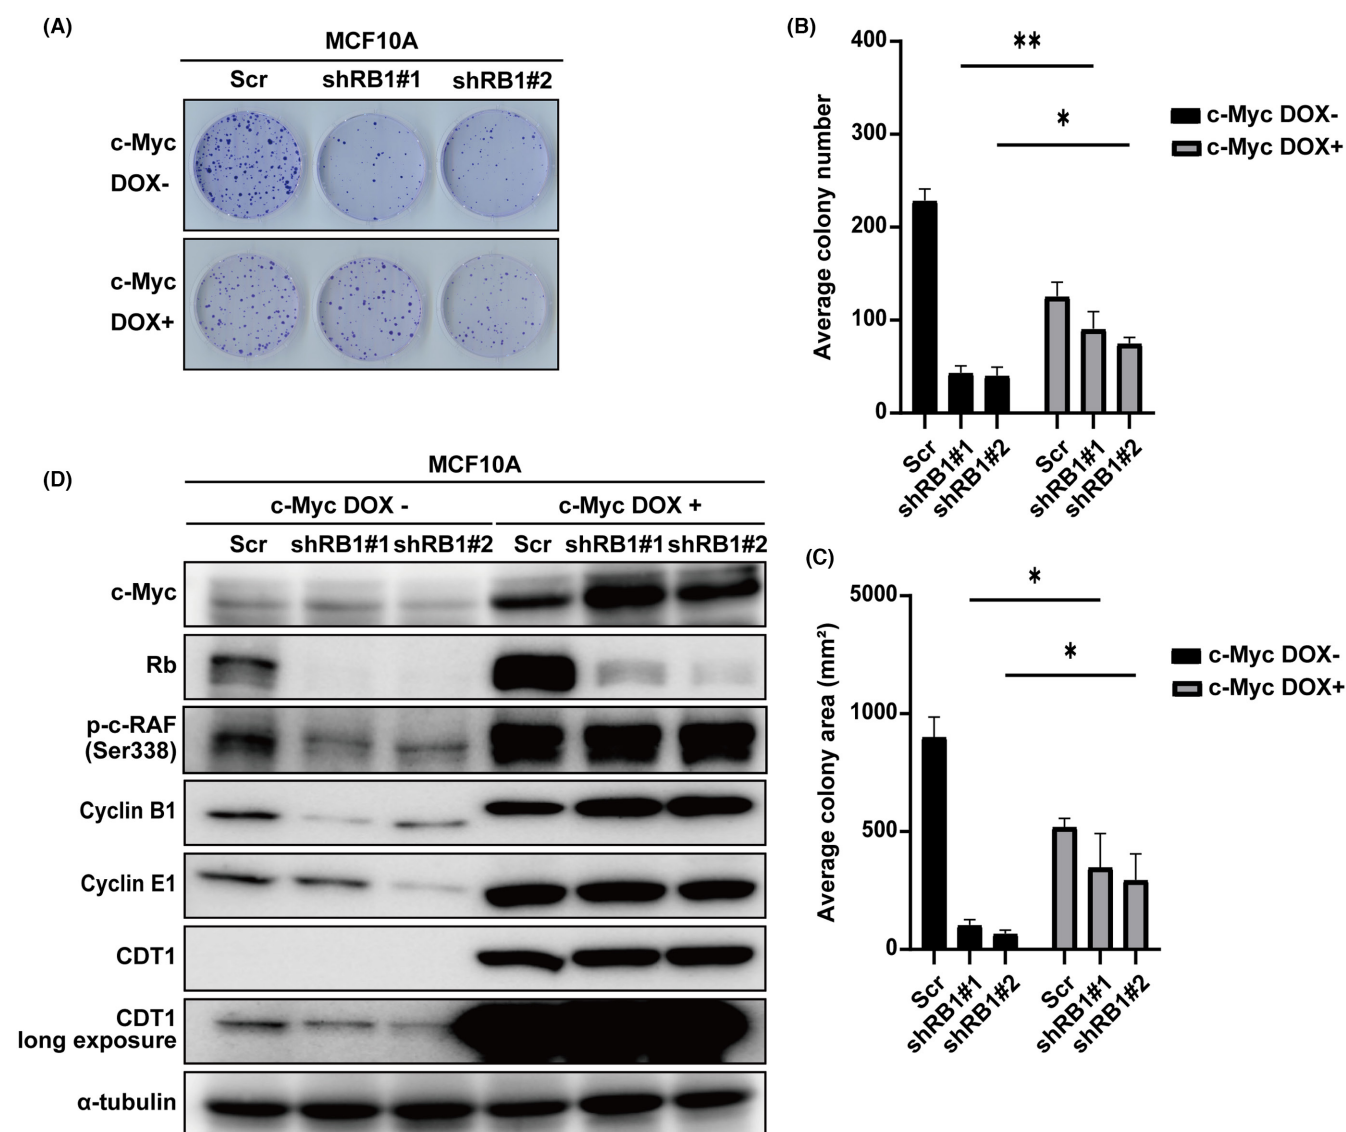 (A)
MCF10A
Scr shRB1#1 shRB1#2
c-Myc
DOX-
c-Myc
DOX+
(B)
Average colony number
400
300
200
100
0
**
*
Scr shRB1#1 shRB1#2 Scr shRB1#1 shRB1#2
c-Myc DOX-
c-Myc DOX+
(C)
Average colony area (mm²)
5000
1000
500
0
*
*
Scr shRB1#1 shRB1#2 Scr shRB1#1 shRB1#2
c-Myc DOX-
c-Myc DOX+
(D)
MCF10A
c-Myc DOX - c-Myc DOX +
Scr shRB1#1 shRB1#2 Scr shRB1#1 shRB1#2
c-Myc
Rb
p-c-RAF
(Ser338)
Cyclin B1
Cyclin E1
CDT1
CDT1
long exposure
α-tubulin